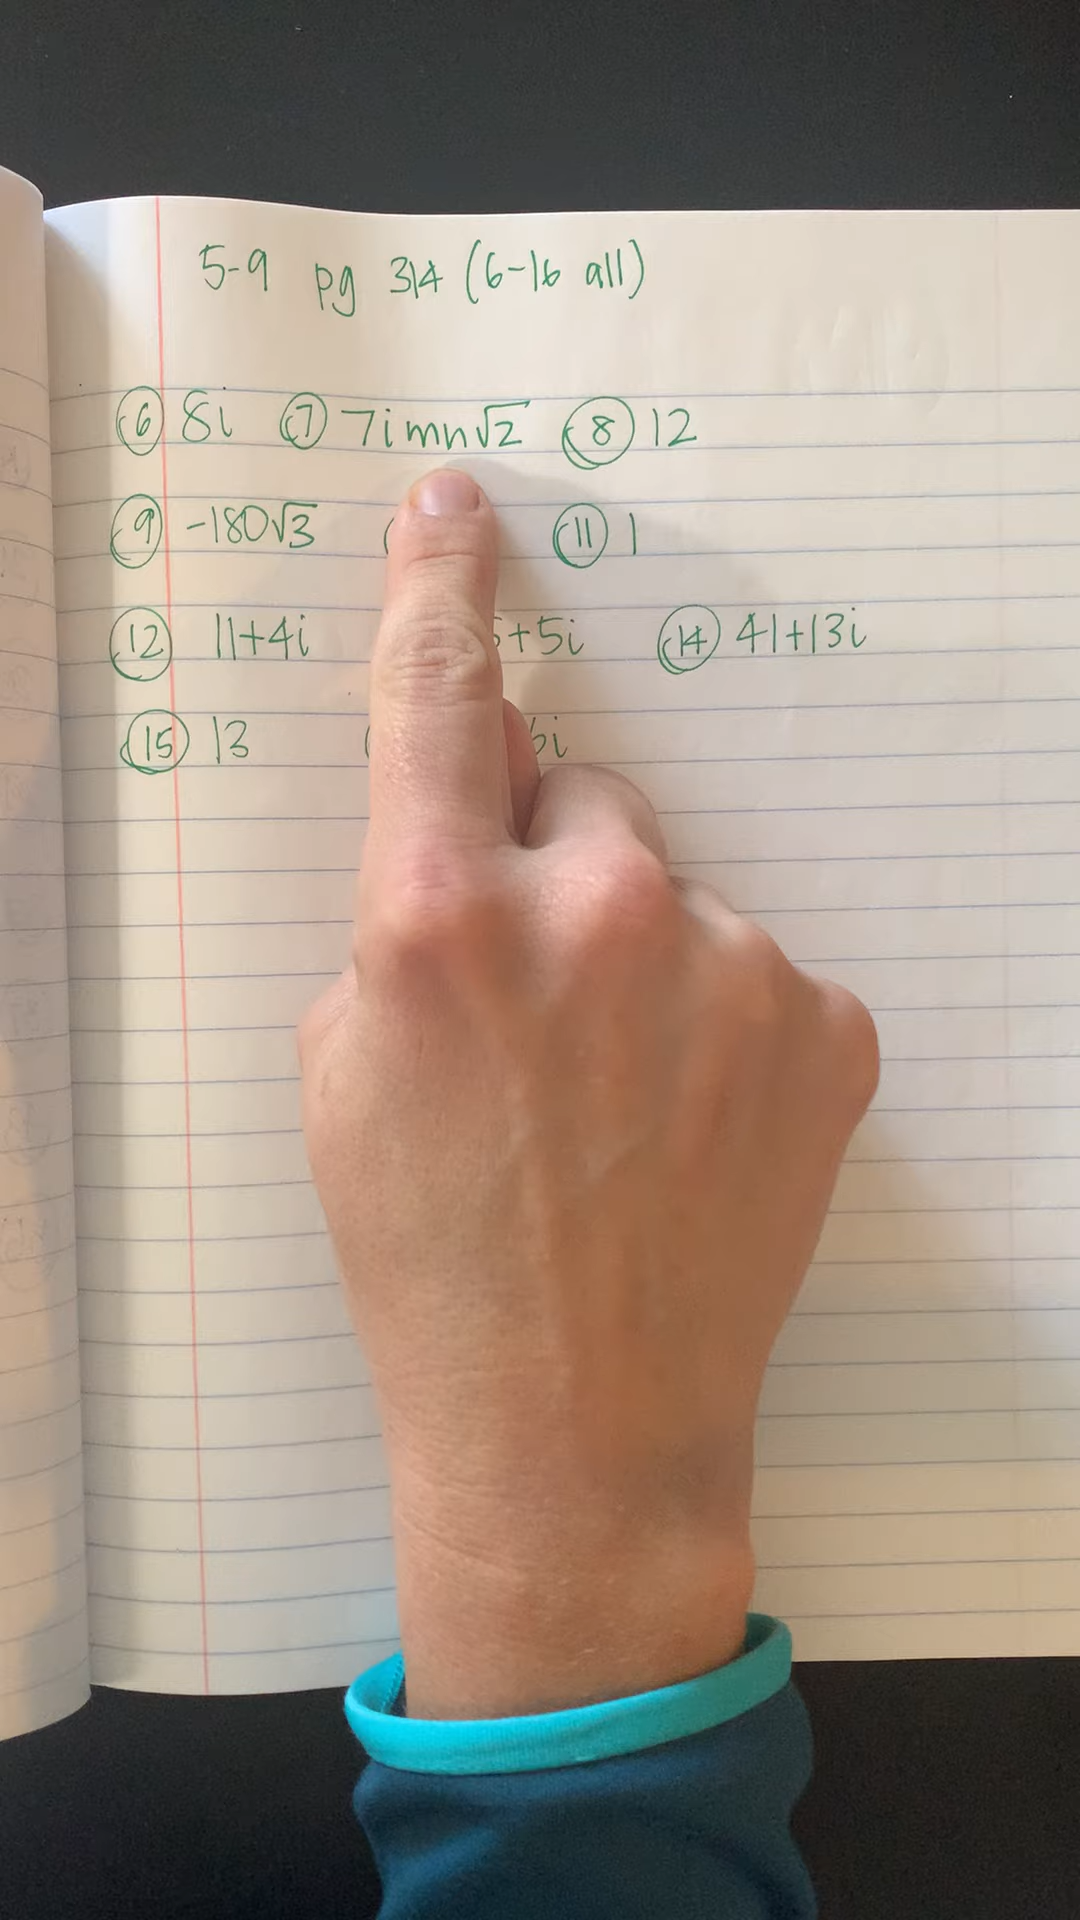 5-9 pg 314 (6-16 all)
6 8i 7 7imn√2 8 12
9 -180√3 11 1
12 11+4i +5i 14 41+13i
15 13 6i